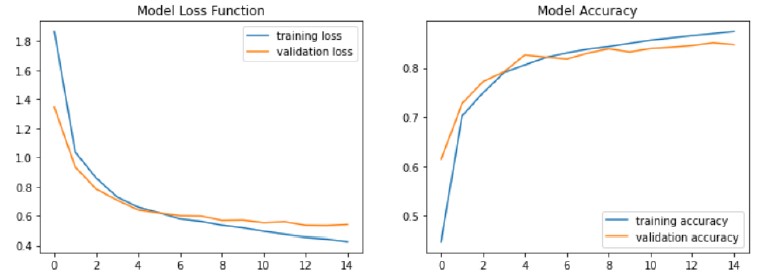 Model Loss Function
training loss
validation loss
1.8
1.6
1.4
1.2
1.0
0.8
0.6
0.4
0 2 4 6 8 10 12 14
Model Accuracy
0.8
0.7
0.6
0.5
training accuracy
validation accuracy
0 2 4 6 8 10 12 14